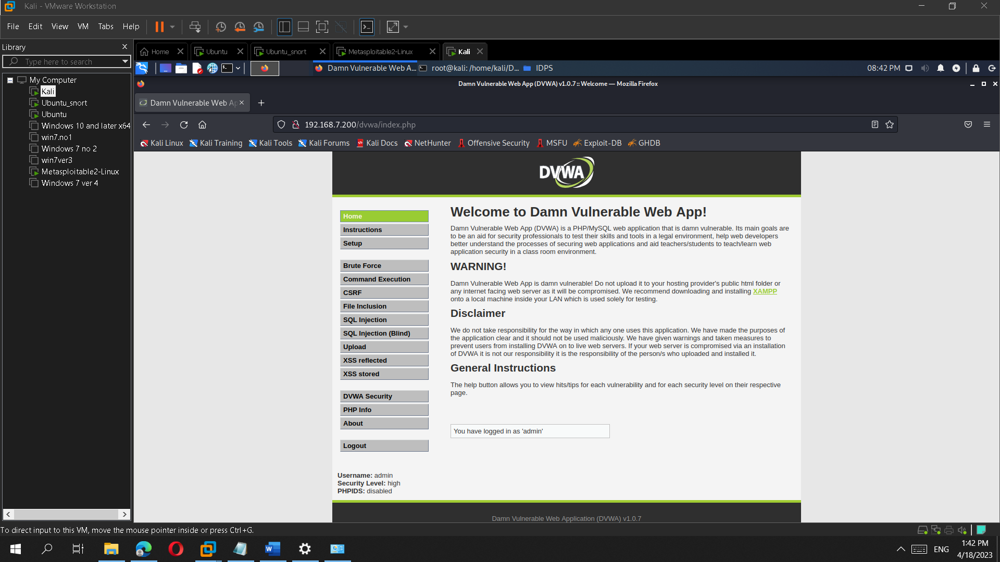 Kali - VMware Workstation
File Edit View VM Tabs Help
Library
Type here to search
My Computer
Kali
Ubuntu_snort
Ubuntu
Windows 10 and later x64
win7.no1
Windows 7 no 2
win7ver3
Metasploitable2-Linux
Windows 7 ver 4
Home Ubuntu Ubuntu_snort Metasploitable2-Linux Kali
Damn Vulnerable Web A... root@kali: /home/kali/D... IDPS 08:42 PM
Damn Vulnerable Web App (DVWA) v1.0.7 :: Welcome — Mozilla Firefox
Damn Vulnerable Web Ap
192.168.7.200/dvwa/index.php
Kali Linux Kali Training Kali Tools Kali Forums Kali Docs NetHunter Offensive Security MSFU Exploit-DB GHDB
DVWA
Home
Instructions
Setup
Brute Force
Command Execution
CSRF
File Inclusion
SQL Injection
SQL Injection (Blind)
Upload
XSS reflected
XSS stored
DVWA Security
PHP Info
About
Logout
Username: admin
Security Level: high
PHPIDS: disabled
Welcome to Damn Vulnerable Web App!
Damn Vulnerable Web App (DVWA) is a PHP/MySQL web application that is damn vulnerable. Its main goals are
to be an aid for security professionals to test their skills and tools in a legal environment, help web developers
better understand the processes of securing web applications and aid teachers/students to teach/learn web
application security in a class room environment.
WARNING!
Damn Vulnerable Web App is damn vulnerable! Do not upload it to your hosting provider's public html folder or
any internet facing web server as it will be compromised. We recommend downloading and installing XAMPP
onto a local machine inside your LAN which is used solely for testing.
Disclaimer
We do not take responsibility for the way in which any one uses this application. We have made the purposes of
the application clear and it should not be used maliciously. We have given warnings and taken measures to
prevent users from installing DVWA on to live web servers. If your web server is compromised via an installation
of DVWA it is not our responsibility it is the responsibility of the person/s who uploaded and installed it.
General Instructions
The help button allows you to view hits/tips for each vulnerability and for each security level on their respective
page.
You have logged in as 'admin'
Damn Vulnerable Web Application (DVWA) v1.0.7
To direct input to this VM, move the mouse pointer inside or press Ctrl+G.
ENG
1:42 PM
4/18/2023